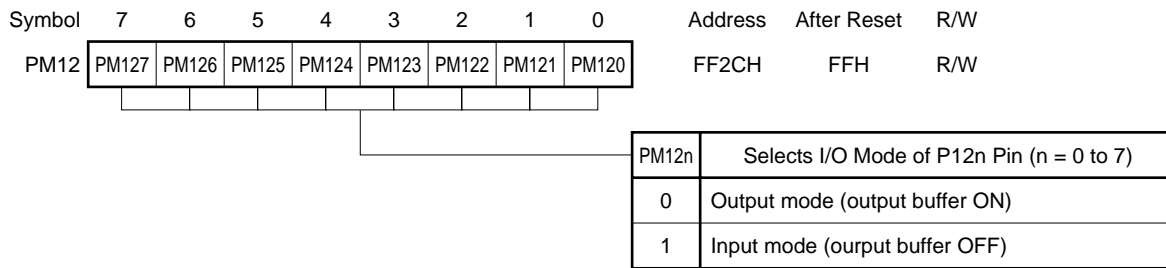 Symbol 7 6 5 4 3 2 1 0 Address After Reset R/W
PM12 PM127 PM126 PM125 PM124 PM123 PM122 PM121 PM120 FF2CH FFH R/W
PM12n Selects I/O Mode of P12n Pin (n = 0 to 7)
0 Output mode (output buffer ON)
1 Input mode (ourput buffer OFF)